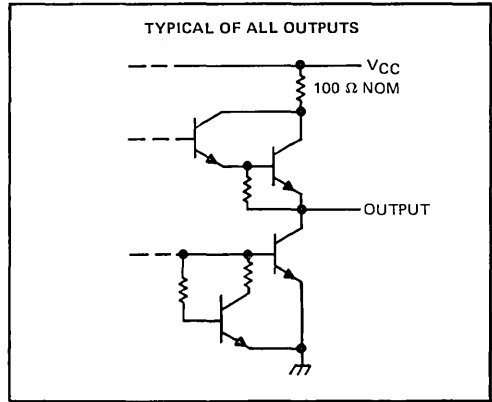 TYPICAL OF ALL OUTPUTS
VCC
100 Ω NOM
OUTPUT